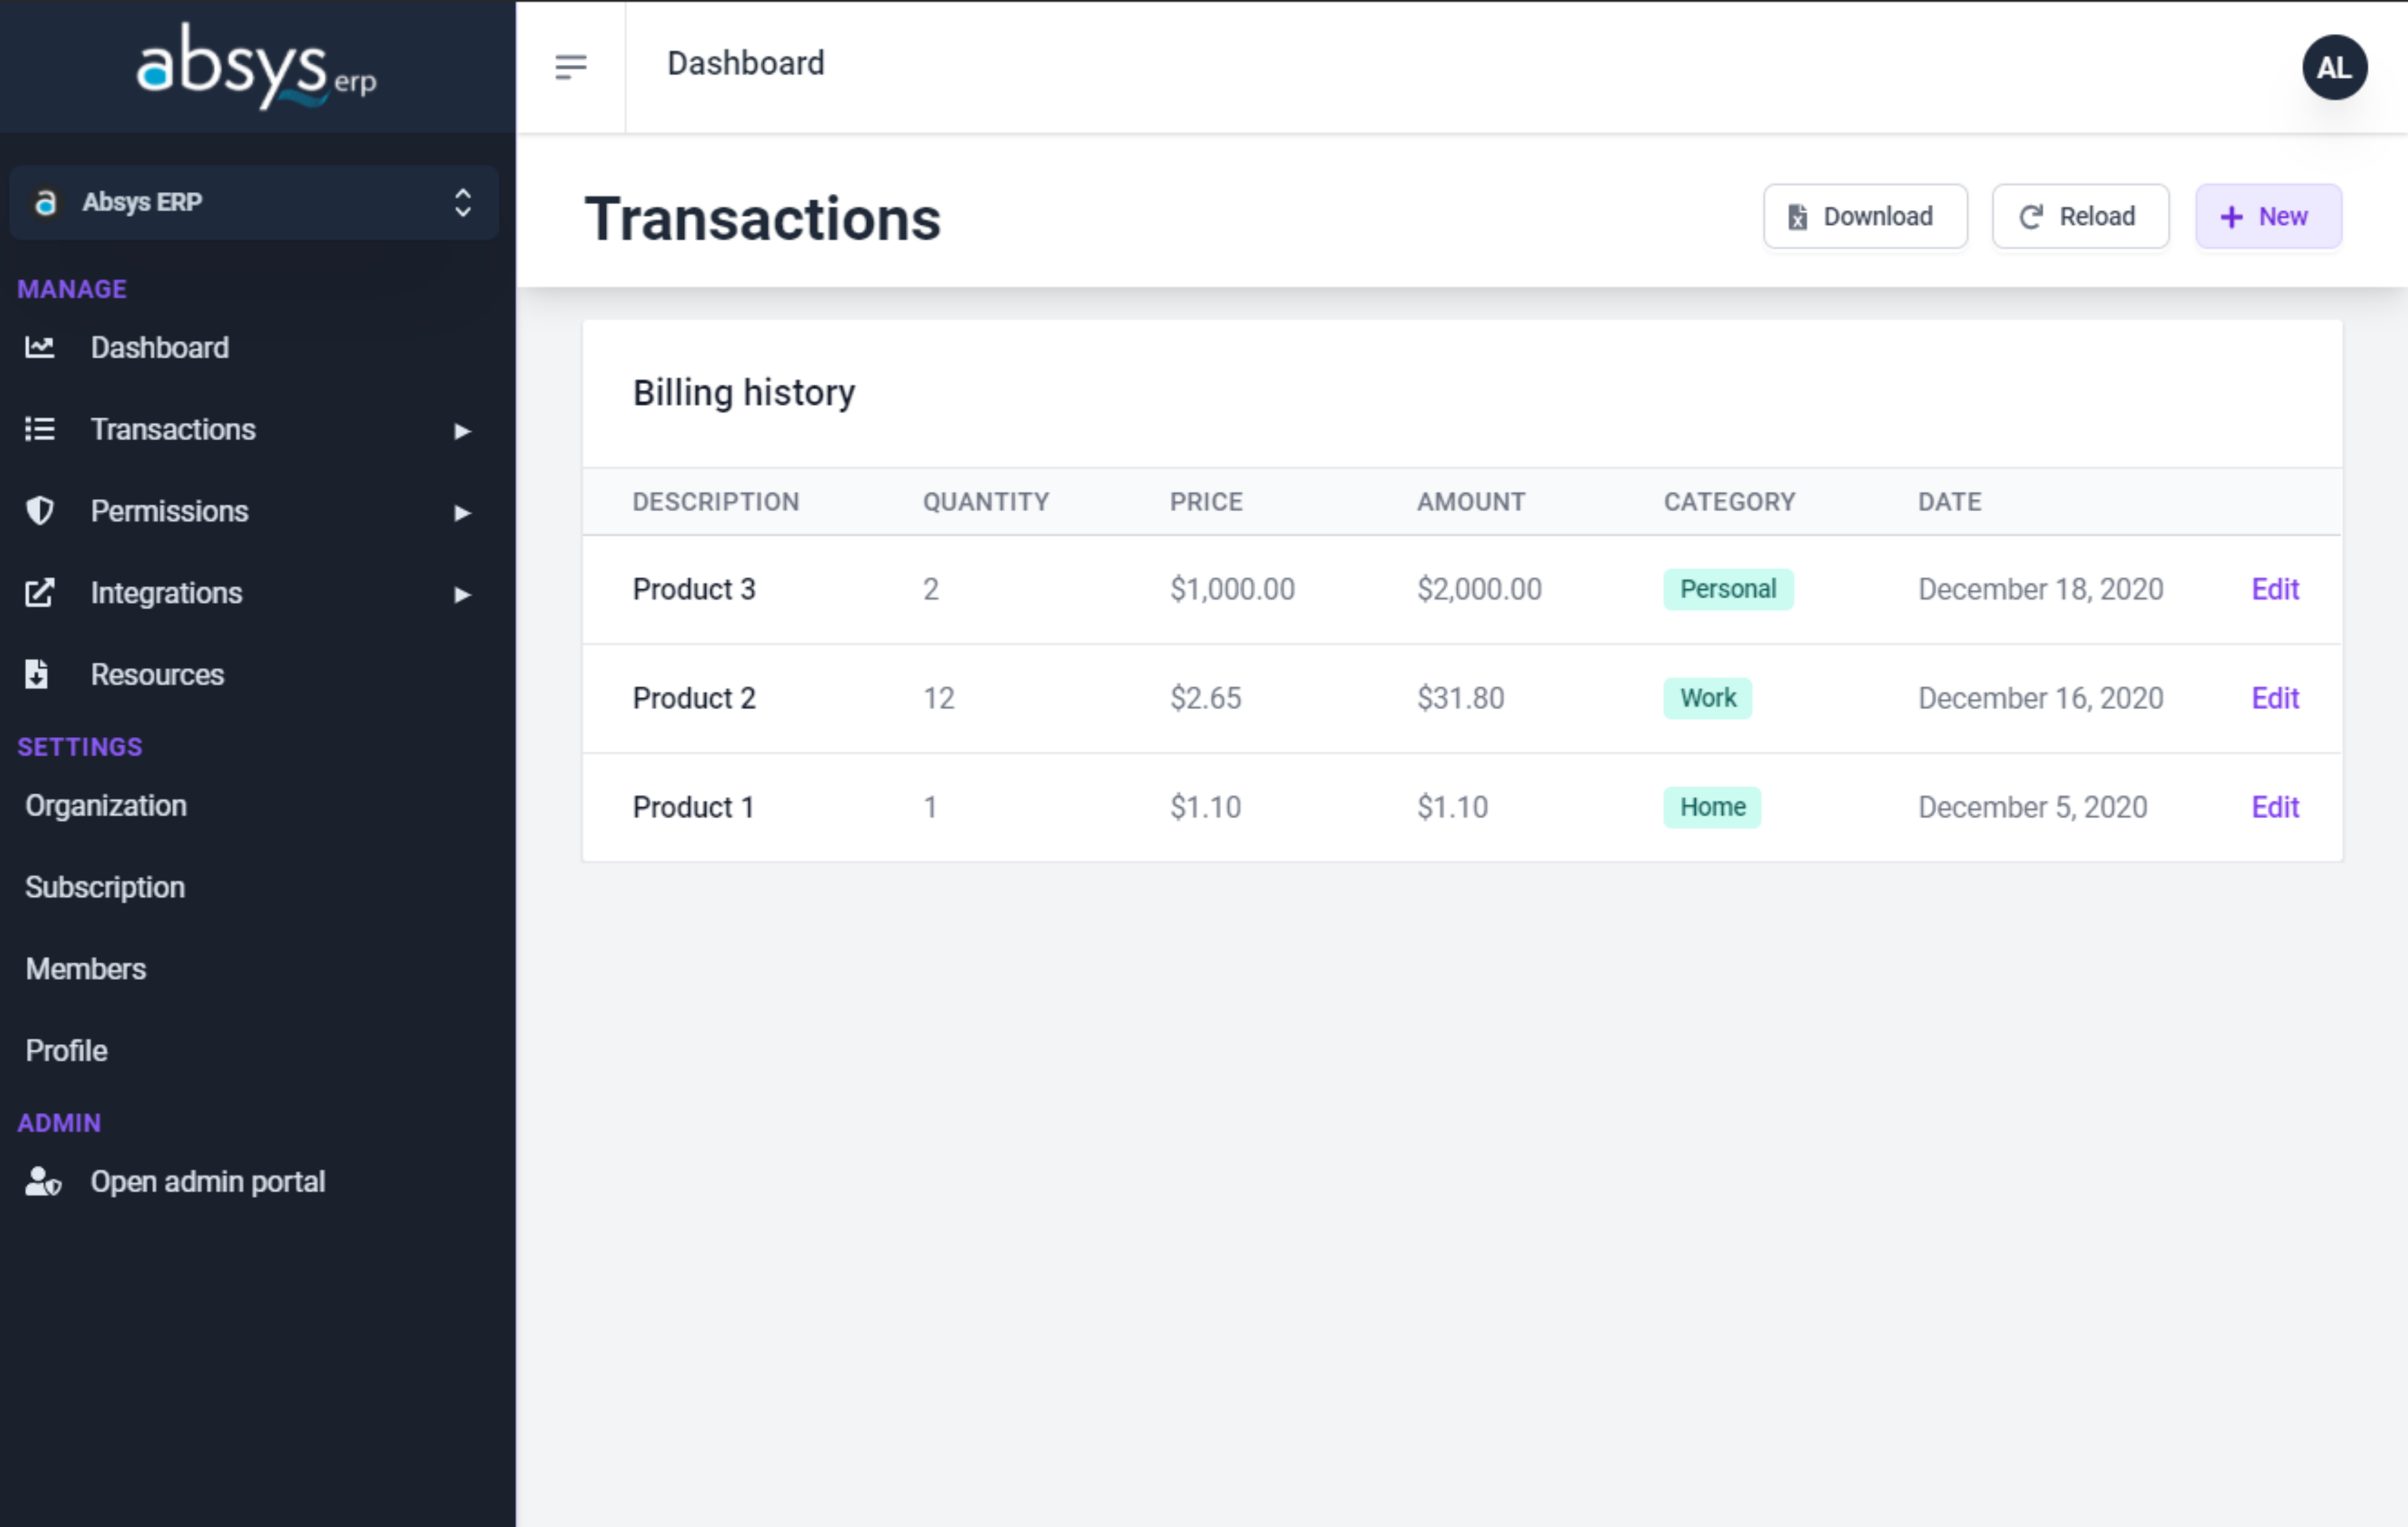 absys erp
Dashboard
AL
Absys ERP
MANAGE
Dashboard
Transactions
Permissions
Integrations
Resources
SETTINGS
Organization
Subscription
Members
Profile
ADMIN
Open admin portal
Transactions
Download
Reload
New
Billing history
DESCRIPTION QUANTITY PRICE AMOUNT CATEGORY DATE
Product 3 2 $1,000.00 $2,000.00 Personal December 18, 2020 Edit
Product 2 12 $2.65 $31.80 Work December 16, 2020 Edit
Product 1 1 $1.10 $1.10 Home December 5, 2020 Edit